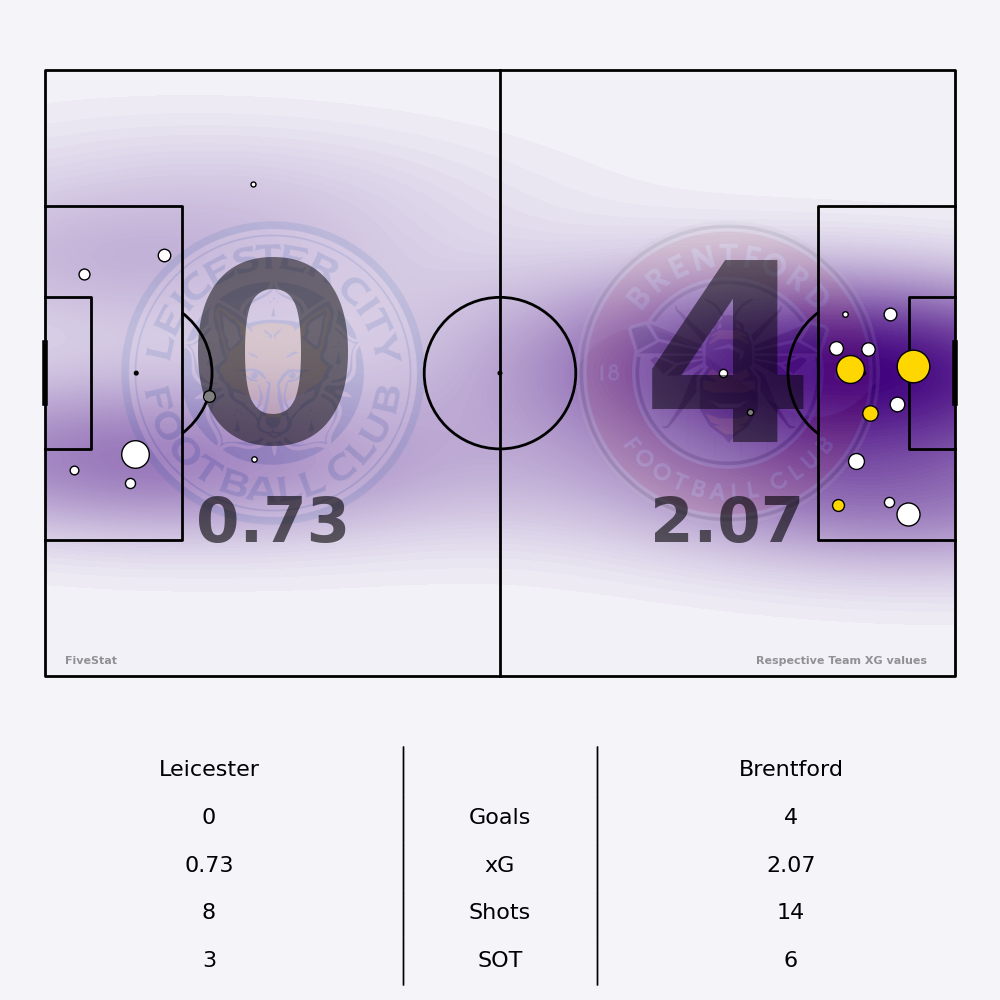 LEICESTER CITY
FOOTBALL CLUB
BRENTFORD
18
FOOTBALL CLUB
0
4
0.73
2.07
FiveStat
Respective Team XG values
Leicester
Brentford
0
Goals
4
0.73
xG
2.07
8
Shots
14
3
SOT
6